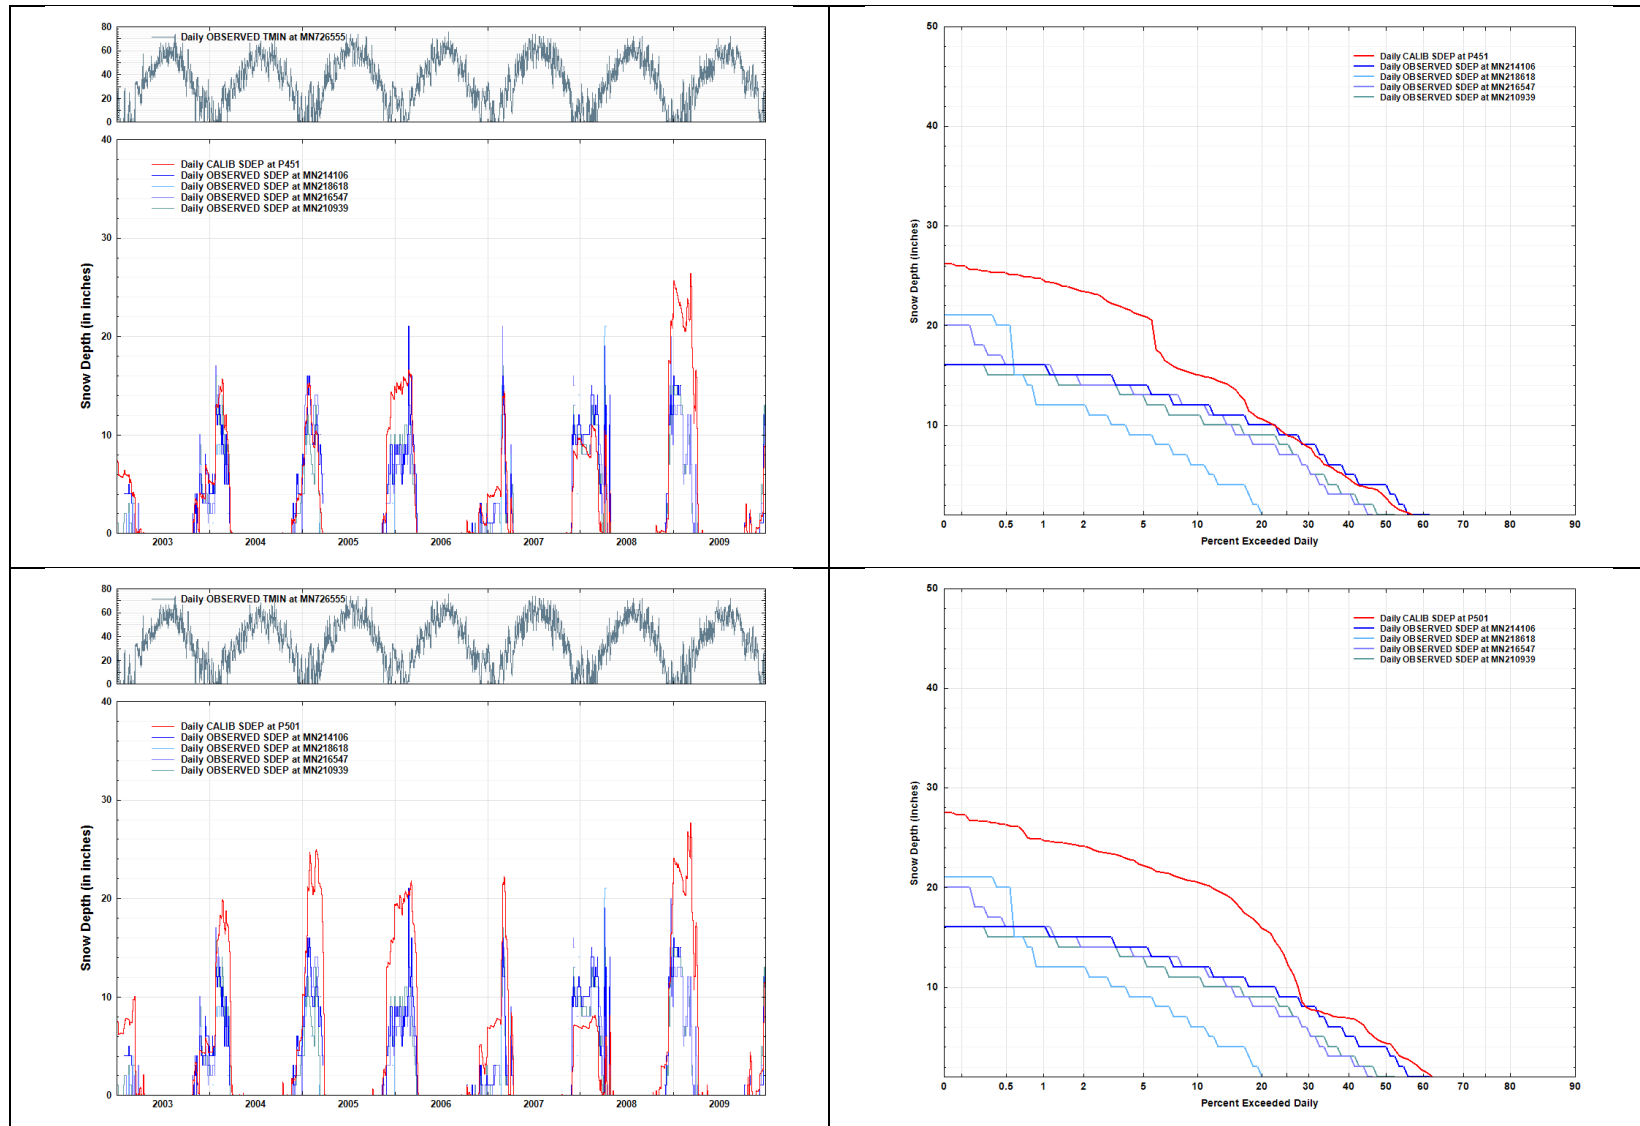 80
60
40
20
0
Daily OBSERVED TMIN at MN726555
40
30
20
10
0
Snow Depth (in inches)
Daily CALIB SDEP at P451
Daily OBSERVED SDEP at MN214106
Daily OBSERVED SDEP at MN218618
Daily OBSERVED SDEP at MN216547
Daily OBSERVED SDEP at MN210939
2003 2004 2005 2006 2007 2008 2009
50
40
30
20
10
Snow Depth (Inches)
Daily CALIB SDEP at P451
Daily OBSERVED SDEP at MN214106
Daily OBSERVED SDEP at MN218618
Daily OBSERVED SDEP at MN216547
Daily OBSERVED SDEP at MN210939
0 0.5 1 2 5 10 20 30 40 50 60 70 80 90
Percent Exceeded Daily
80
60
40
20
0
Daily OBSERVED TMIN at MN726555
40
30
20
10
0
Snow Depth (in inches)
Daily CALIB SDEP at P501
Daily OBSERVED SDEP at MN214106
Daily OBSERVED SDEP at MN218618
Daily OBSERVED SDEP at MN216547
Daily OBSERVED SDEP at MN210939
2003 2004 2005 2006 2007 2008 2009
50
40
30
20
10
Snow Depth (Inches)
Daily CALIB SDEP at P501
Daily OBSERVED SDEP at MN214106
Daily OBSERVED SDEP at MN218618
Daily OBSERVED SDEP at MN216547
Daily OBSERVED SDEP at MN210939
0 0.5 1 2 5 10 20 30 40 50 60 70 80 90
Percent Exceeded Daily